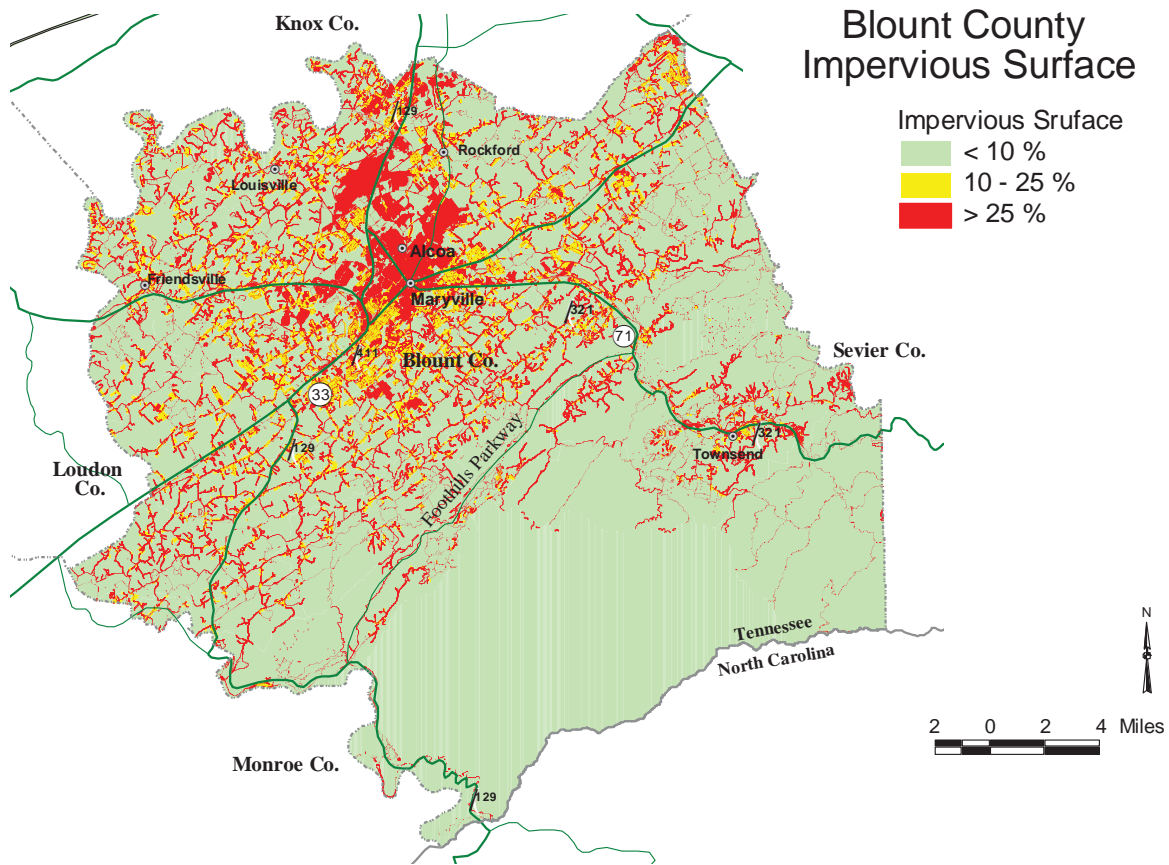 Blount County
Impervious Surface
Impervious Sruface
< 10 %
10 - 25 %
> 25 %
Knox Co.
129
Rockford
Louisville
Alcoa
Friendsville
Maryville
321
71
Sevier Co.
411
Blount Co.
33
129
Foothills Parkway
321
Townsend
Loudon
Co.
Tennessee
North Carolina
N
2 0 2 4 Miles
Monroe Co.
129